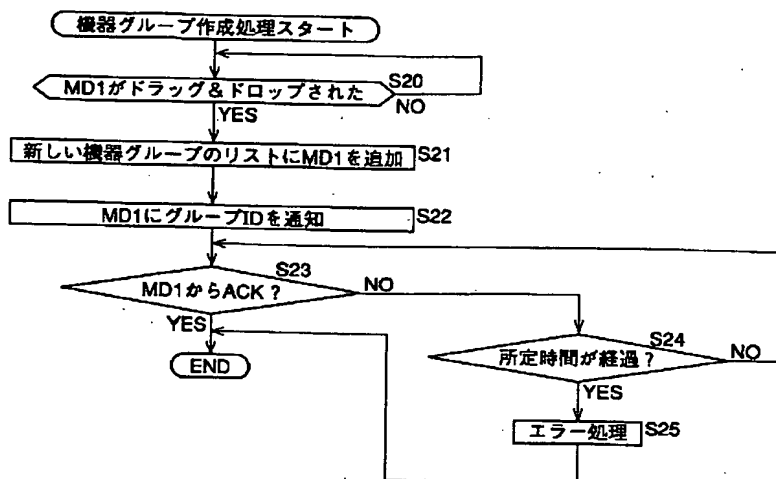 機器グループ作成処理スタート
MD1がドラッグ&ドロップされた
S20
NO
YES
新しい機器グループのリストにMD1を追加
S21
MD1にグループIDを通知
S22
MD1からACK?
S23
NO
YES
END
所定時間が経過?
S24
NO
YES
エラー処理
S25